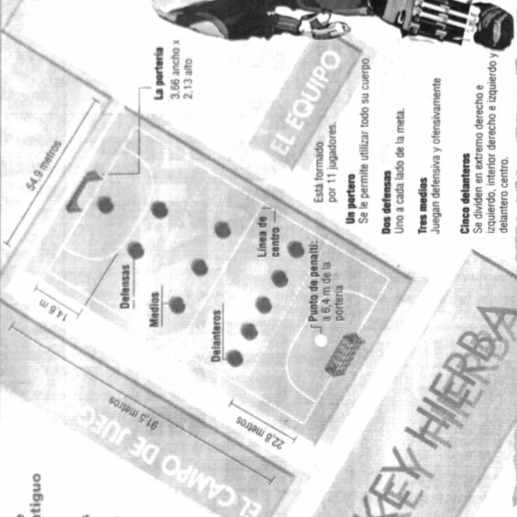 La portería
3,66 ancho x
2,13 alto
54,9 metros
14,6 m
Defensas
Medios
Delanteros
Línea de
centro
Punto de penalti:
a 6,4 m de la
portería
91,5 metros
22,8 metros
EL CAMPO DE JUEG
EL EQUIPO
Está formado
por 11 jugadores.
Un portero
Se le permite utilizar todo su cuerpo
Dos defensas
Uno a cada lado de la meta.
Tres medios
Juegan defensiva y ofensivamente
Cinco delanteros
Se dividen en extremo derecho e
izquierdo, interior derecho e izquierdo y
delantero centro.
KEY HIERBA
ntiguo